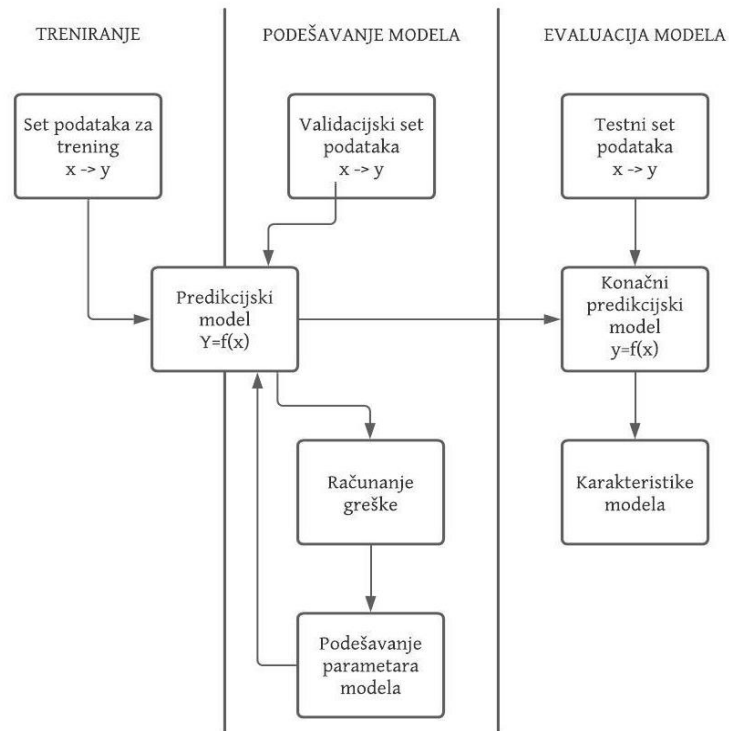 TRENIRANJE
PODEŠAVANJE MODELA
EVALUACIJA MODELA
Set podataka za
trening
x -> y
Validacijski set
podataka
x -> y
Testni set
podataka
x -> y
Predikcijski
model
Y=f(x)
Konačni
predikcijski
model
y=f(x)
Računanje
greške
Karakteristike
modela
Podešavanje
parametara
modela